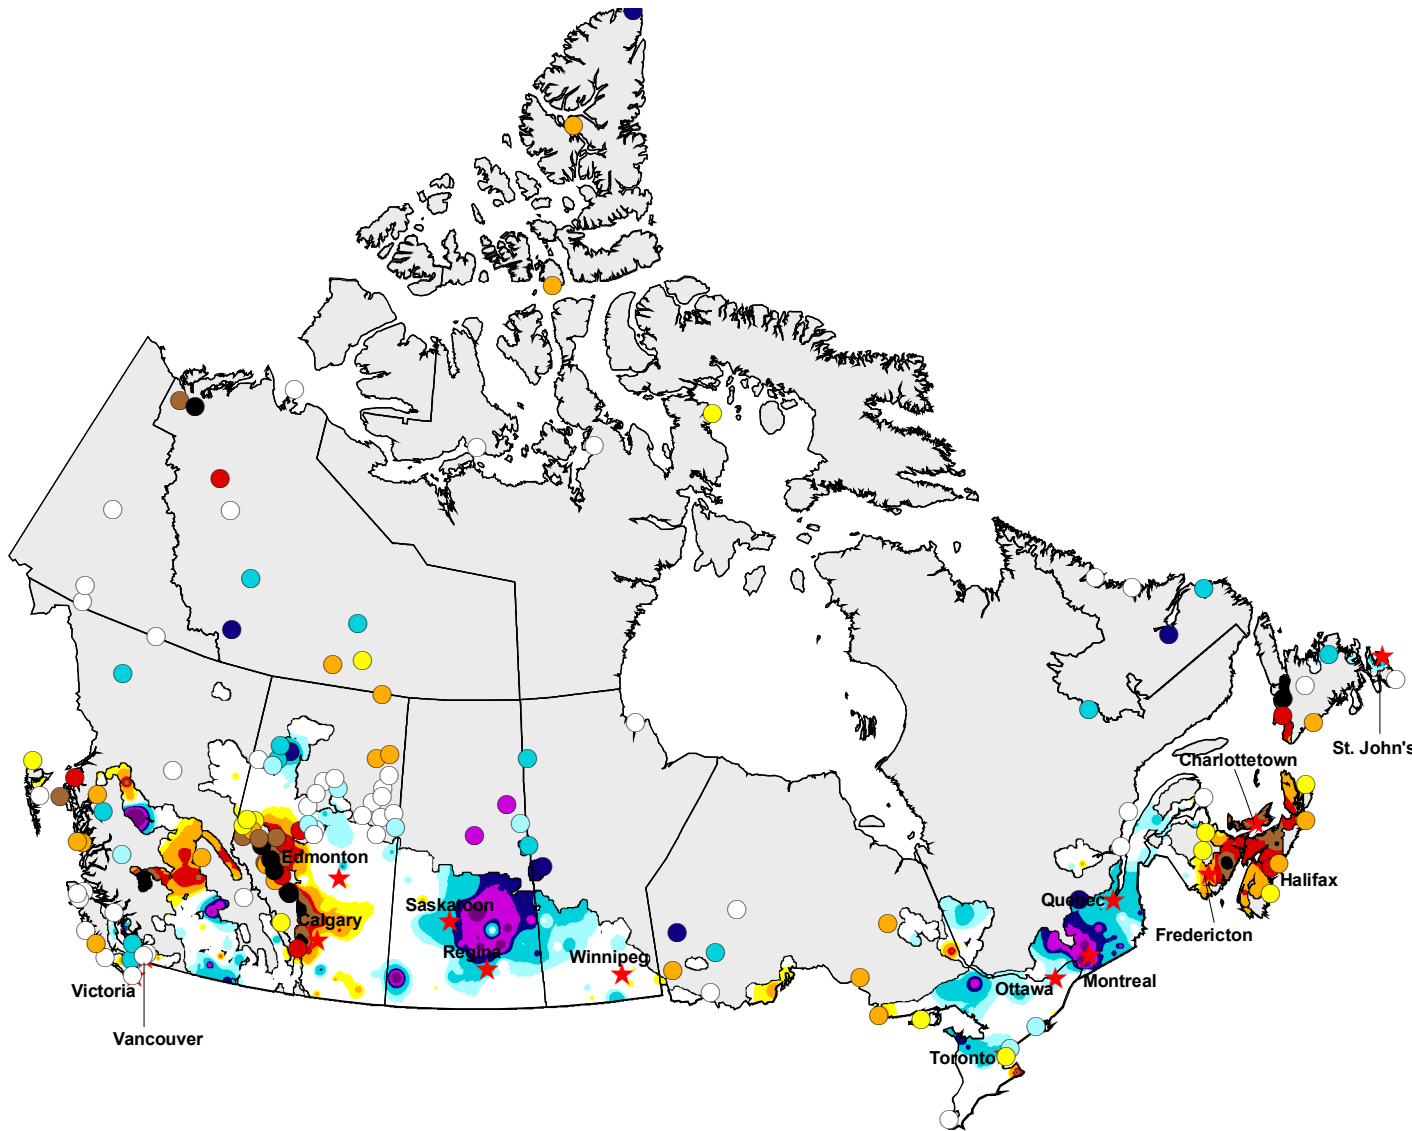 St. John's
Charlottetown
Edmonton
Halifax
Quebec
Saskatoon
Calgary
Fredericton
Regina
Winnipeg
Montreal
Ottawa
Victoria
Vancouver
Toronto